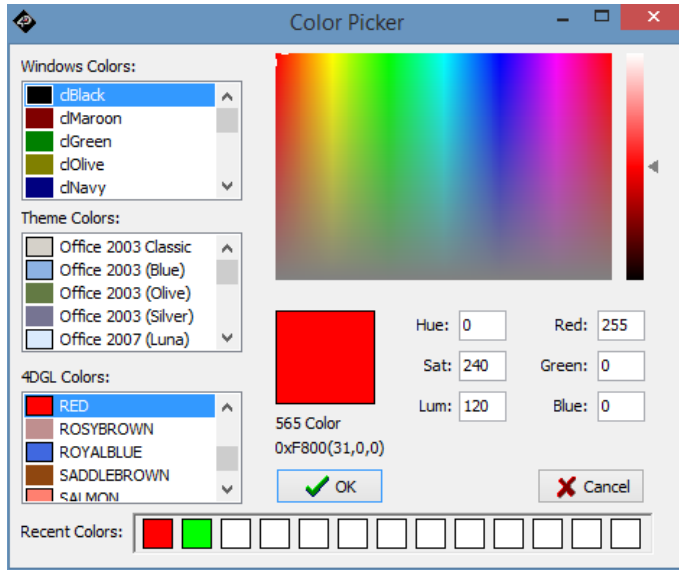 Color Picker
Windows Colors:
clBlack
clMaroon
clGreen
clOlive
clNavy
Theme Colors:
Office 2003 Classic
Office 2003 (Blue)
Office 2003 (Olive)
Office 2003 (Silver)
Office 2007 (Luna)
4DGL Colors:
RED
ROSYBROWN
ROYALBLUE
SADDLEBROWN
SALMON
Hue: 0 Red: 255
Sat: 240 Green: 0
Lum: 120 Blue: 0
565 Color
0xF800(31,0,0)
OK Cancel
Recent Colors: